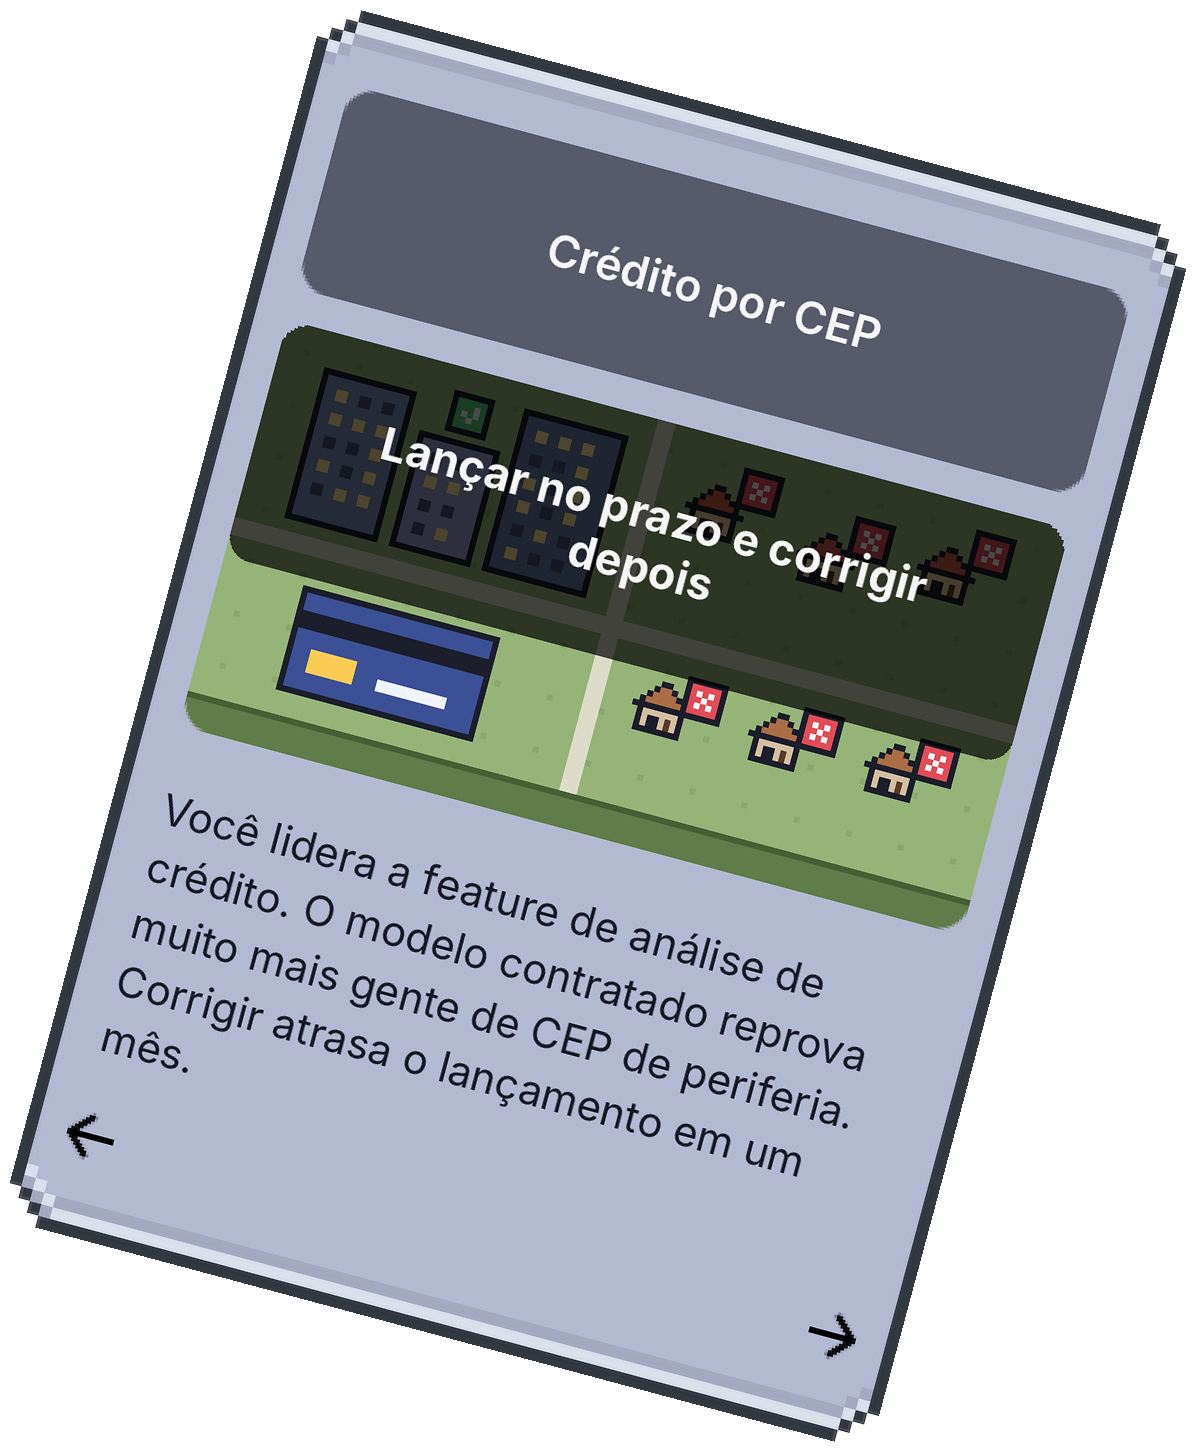 Crédito por CEP
Lançar no prazo e corrigir
depois
Você lidera a feature de análise de
crédito. O modelo contratado reprova
muito mais gente de CEP de periferia.
Corrigir atrasa o lançamento em um
mês.